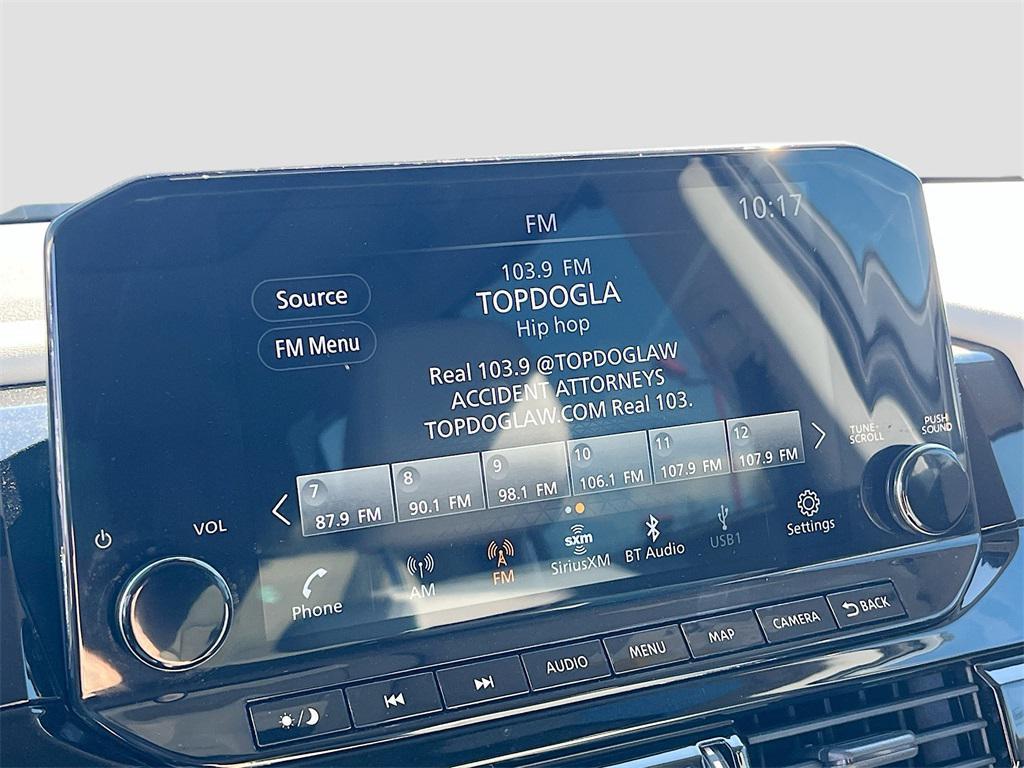 FM
10:17
103.9 FM
TOPDOGLA
Hip hop
Source
FM Menu
Real 103.9 @TOPDOGLAW
ACCIDENT ATTORNEYS
TOPDOGLAW.COM Real 103.
7
87.9 FM
8
90.1 FM
9
98.1 FM
10
106.1 FM
11
107.9 FM
12
107.9 FM
TUNE-
SCROLL
PUSH
SOUND
VOL
Phone
AM
FM
sxm
SiriusXM
BT Audio
USB1
Settings
AUDIO
MENU
MAP
CAMERA
BACK